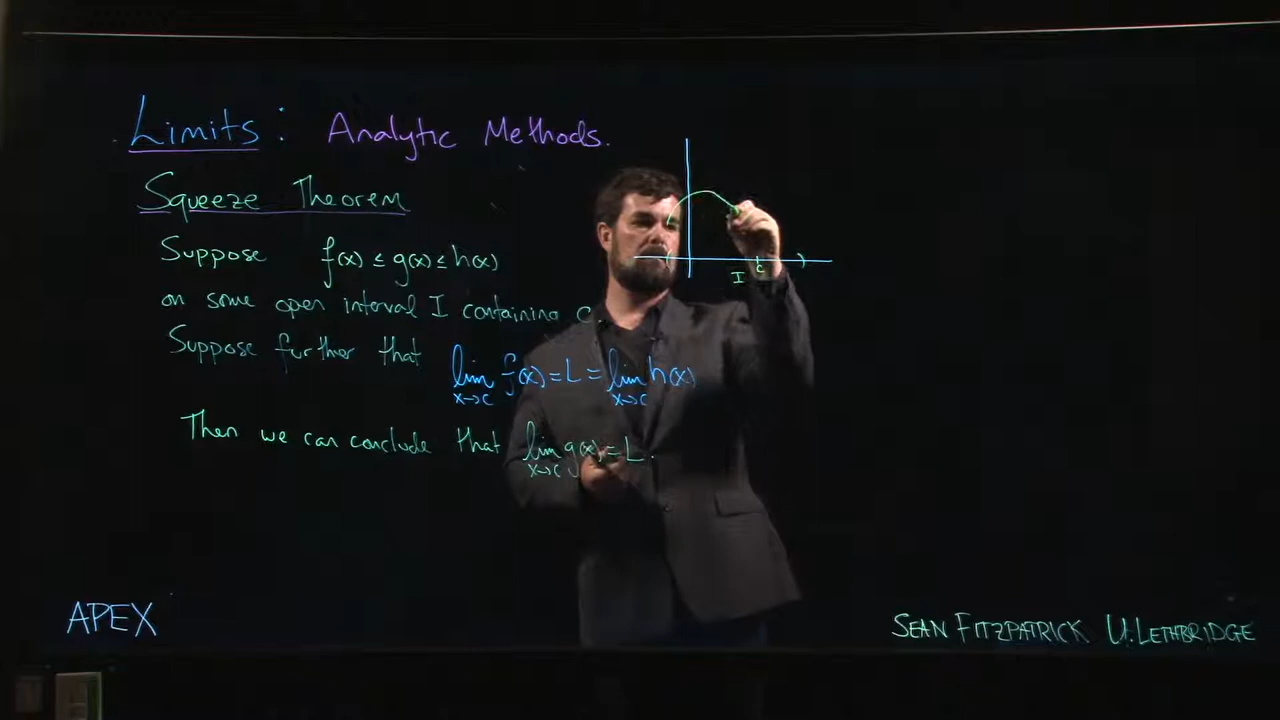 Limits: Analytic Methods.
Squeeze Theorem
Suppose f(x) ≤ g(x) ≤ h(x)
on some open interval I containing c.
Suppose further that lim x→c f(x) = L = lim x→c h(x)
Then we can conclude that lim x→c g(x) = L.
I c
APEX
SEAN FITZPATRICK U. LETHBRIDGE